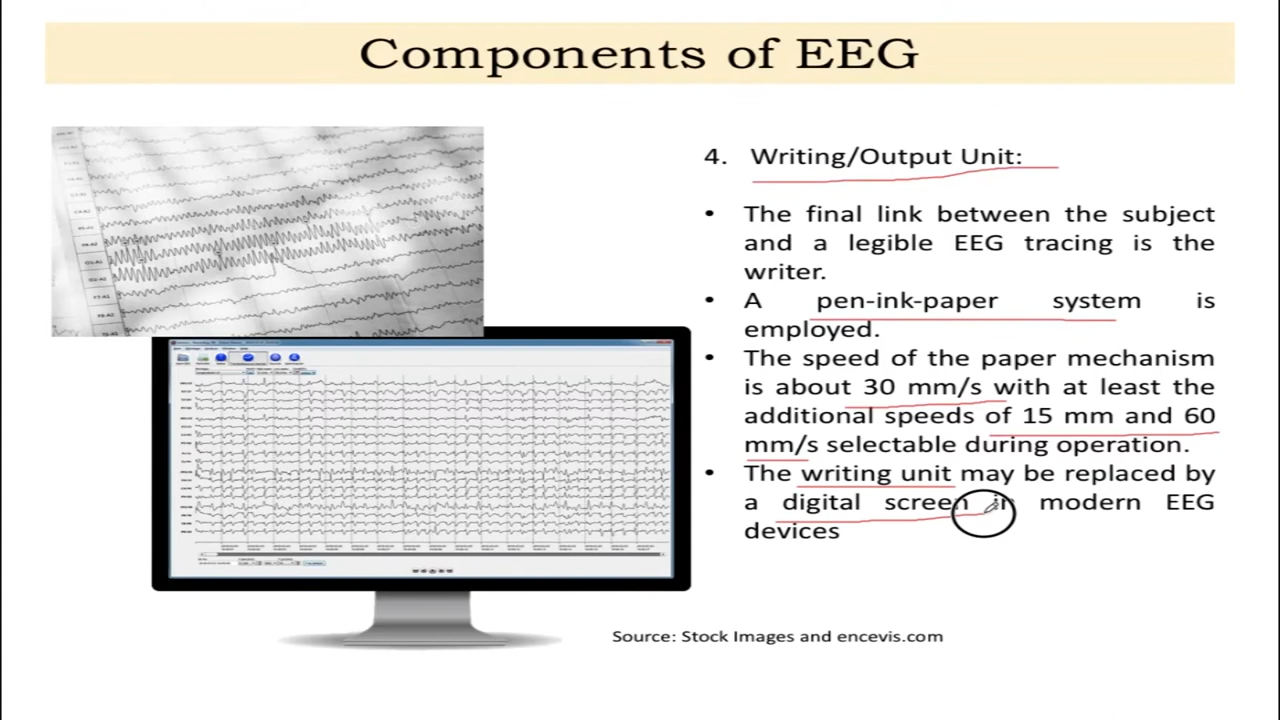 Components of EEG
4. Writing/Output Unit:
• The final link between the subject
and a legible EEG tracing is the
writer.
• A pen-ink-paper system is
employed.
• The speed of the paper mechanism
is about 30 mm/s with at least the
additional speeds of 15 mm and 60
mm/s selectable during operation.
• The writing unit may be replaced by
a digital screen in modern EEG
devices
Source: Stock Images and encevis.com